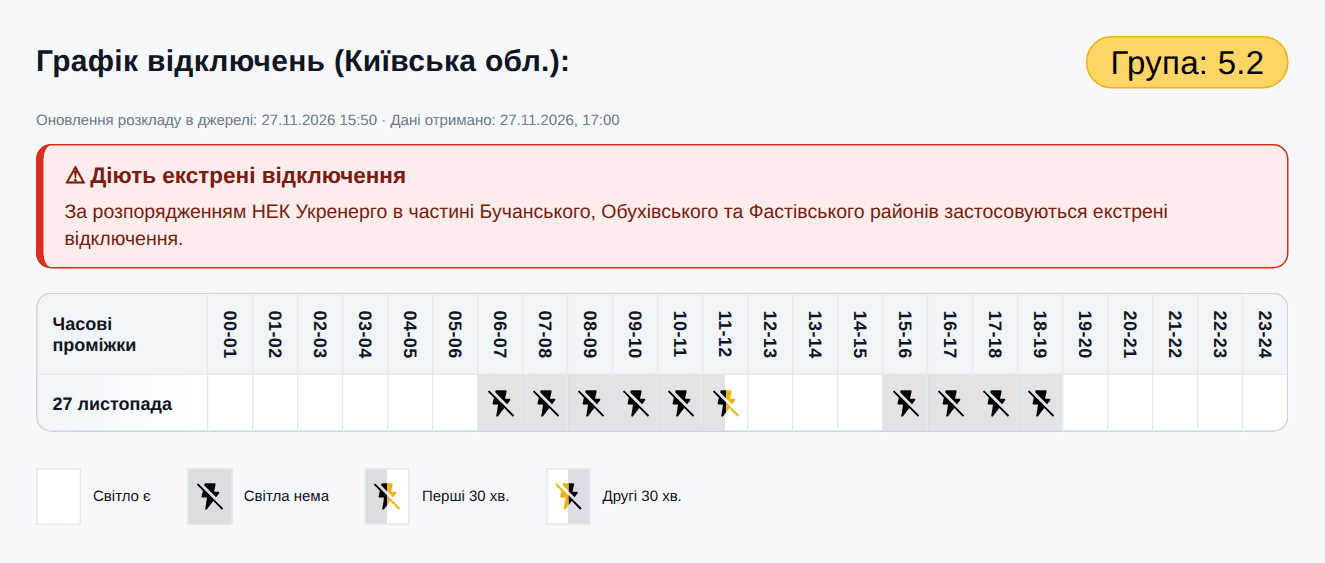 Графік відключень (Київська обл.):
Група: 5.2
Оновлення розкладу в джерелі: 27.11.2026 15:50 · Дані отримано: 27.11.2026, 17:00
⚠ Діють екстрені відключення
За розпорядженням НЕК Укренерго в частині Бучанського, Обухівського та Фастівського районів застосовуються екстрені
відключення.
Часові
проміжки
00-01
01-02
02-03
03-04
04-05
05-06
06-07
07-08
08-09
09-10
10-11
11-12
12-13
13-14
14-15
15-16
16-17
17-18
18-19
19-20
20-21
21-22
22-23
23-24
27 листопада
Світло є
Світла нема
Перші 30 хв.
Другі 30 хв.